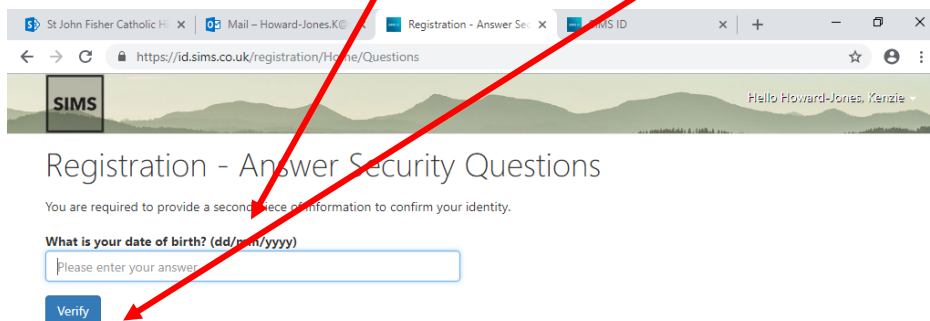 St John Fisher Catholic Hi
Mail – Howard-Jones.K@
Registration - Answer Sec
SIMS ID
https://id.sims.co.uk/registration/Home/Questions
SIMS
Hello Howard-Jones, Kenzie
Registration - Answer Security Questions
You are required to provide a second piece of information to confirm your identity.
What is your date of birth? (dd/mm/yyyy)
Please enter your answer
Verify